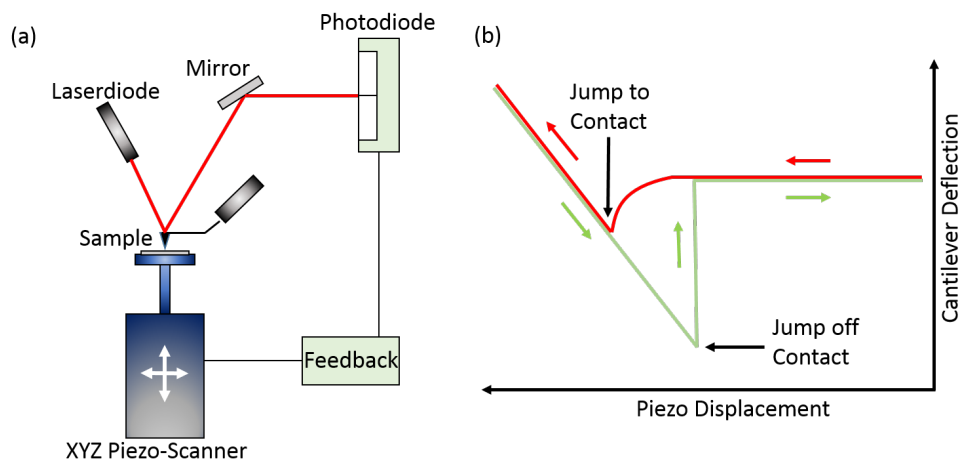 (a)
Photodiode
Mirror
Laserdiode
Sample
Feedback
XYZ Piezo-Scanner
(b)
Jump to
Contact
Jump off
Contact
Cantilever Deflection
Piezo Displacement